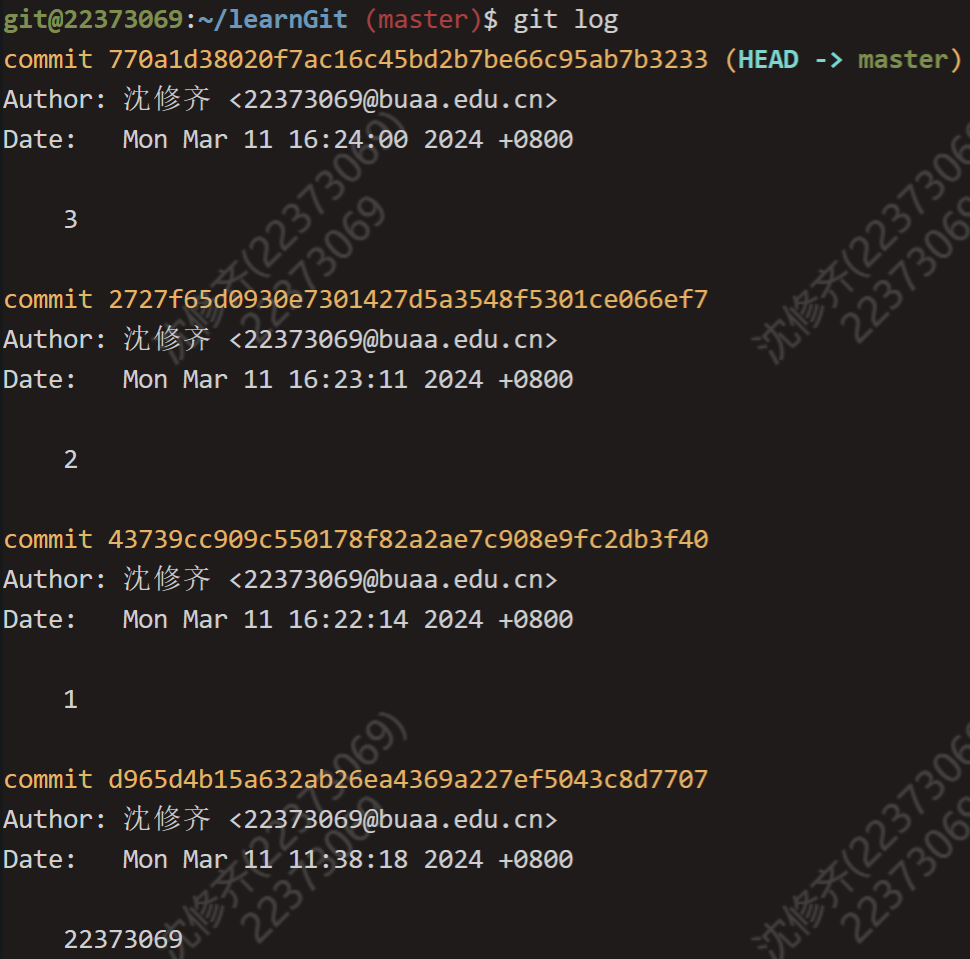 git@22373069:~/learnGit (master)$ git log
commit 770a1d38020f7ac16c45bd2b7be66c95ab7b3233 (HEAD -> master)
Author: 沈修齐 <22373069@buaa.edu.cn>
Date:   Mon Mar 11 16:24:00 2024 +0800
3
commit 2727f65d0930e7301427d5a3548f5301ce066ef7
Author: 沈修齐 <22373069@buaa.edu.cn>
Date:   Mon Mar 11 16:23:11 2024 +0800
2
commit 43739cc909c550178f82a2ae7c908e9fc2db3f40
Author: 沈修齐 <22373069@buaa.edu.cn>
Date:   Mon Mar 11 16:22:14 2024 +0800
1
commit d965d4b15a632ab26ea4369a227ef5043c8d7707
Author: 沈修齐 <22373069@buaa.edu.cn>
Date:   Mon Mar 11 11:38:18 2024 +0800
22373069
沈修齐(22373069)
22373069
沈修齐(22373069
22373069
沈修齐(22373069)
22373069
沈修齐(22373069
22373069